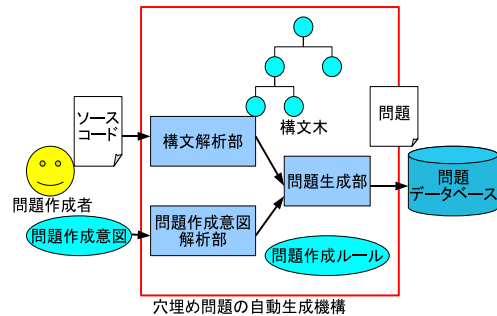 ソース
コード
構文解析部
構文木
問題
問題生成部
問題
データベース
問題作成者
問題作成意図
問題作成意図
解析部
問題作成ルール
穴埋め問題の自動生成機構